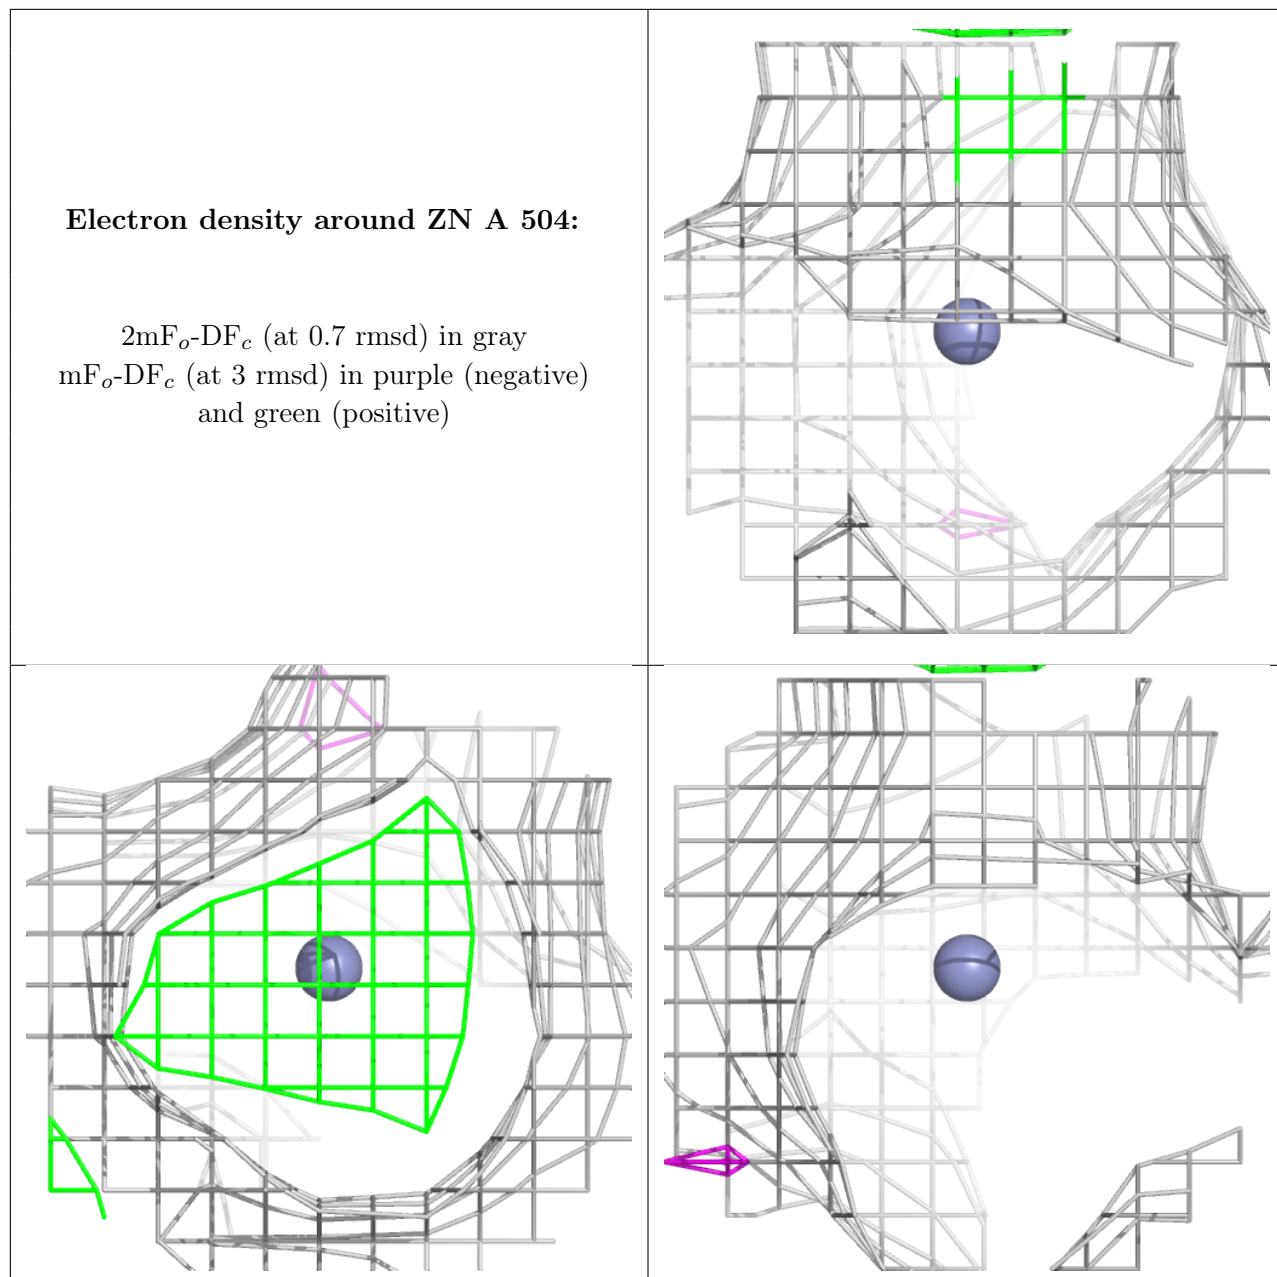 Electron density around ZN A 504:
2mFo-DFc (at 0.7 rmsd) in gray
mFo-DFc (at 3 rmsd) in purple (negative)
and green (positive)